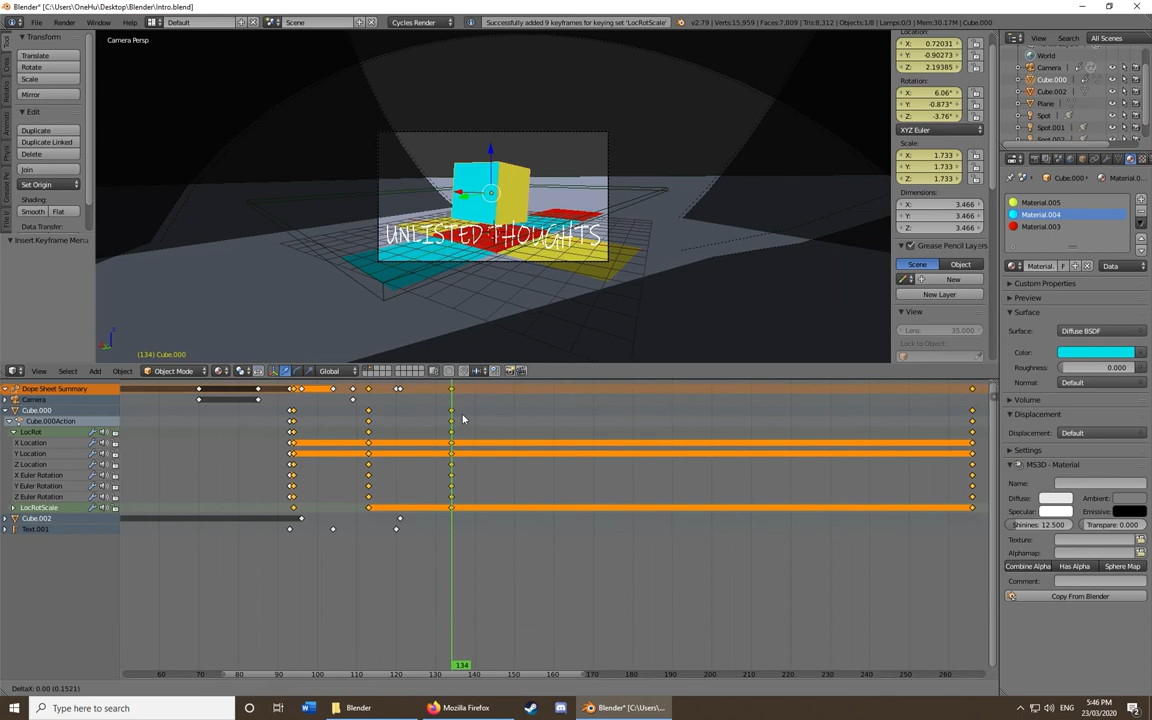 Blender* [C:\Users\OneHu\Desktop\Blender\Intro.blend]
File Render Window Help Default Scene Cycles Render Successfully added 9 keyframes for keying set 'LocRotScale' v2.79 | Verts:15,959 | Faces:7,809 | Tris:8,312 | Objects:1/8 | Lamps:0/3 | Mem:30.17M | Cube.000
Transform
Translate
Rotate
Scale
Mirror
Edit
Duplicate
Duplicate Linked
Delete
Join
Set Origin
Shading:
Smooth Flat
Data Transfer:
Insert Keyframe Menu
Camera Persp
UNLISTED THOUGHTS
(134) Cube.000
Location:
X: 0.72031
Y: -0.90273
Z: 2.19385
Rotation:
X: 6.06°
Y: -0.873°
Z: -3.76°
XYZ Euler
Scale:
X: 1.733
Y: 1.733
Z: 1.733
Dimensions:
X: 3.466
Y: 3.466
Z: 3.466
Grease Pencil Layers
Scene Object
New
New Layer
View
Lens: 35.000
Lock to Object:
View Search All Scenes
World
Camera
Cube.000
Cube.002
Plane
Spot
Spot.001
Spot.002
Cube.000 Material.0...
Material.005
Material.004
Material.003
Material. F Data
Custom Properties
Preview
Surface
Surface: Diffuse BSDF
Color:
Roughness: 0.000
Normal: Default
Volume
Displacement
Displacement: Default
Settings
MS3D - Material
Name:
Diffuse: Ambient:
Specular: Emissive:
Shinines: 12.500 Transpare: 0.000
Texture:
Alphamap:
Combine Alpha Has Alpha Sphere Map
Comment:
Copy From Blender
View Select Add Object Object Mode Global
Dope Sheet Summary
Camera
Cube.000
Cube.000Action
LocRot
X Location
Y Location
Z Location
X Euler Rotation
Y Euler Rotation
Z Euler Rotation
LocRotScale
Cube.002
Text.001
134
60 70 80 90 100 110 120 130 140 150 160 170 180 190 200 210 220 230 240 250 260
DeltaX: 0.00 (0.1521)
Type here to search Blender Mozilla Firefox Blender* [C:\Users\... ENG 5:46 PM
23/03/2020
2